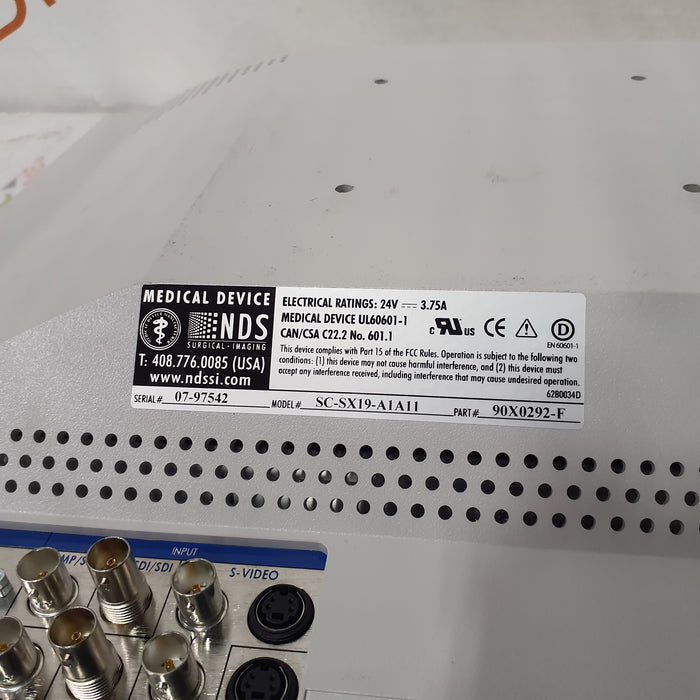 MEDICAL DEVICE
NDS
SURGICAL - IMAGING
T: 408.776.0085 (USA)
www.ndssi.com
ELECTRICAL RATINGS: 24V ⎓ 3.75A
MEDICAL DEVICE UL60601-1
CAN/CSA C22.2 No. 601.1
c RU us CE D
EN 60601-1
This device complies with Part 15 of the FCC Rules. Operation is subject to the following two
conditions: (1) this device may not cause harmful interference, and (2) this device must
accept any interference received, including interference that may cause undesired operation.
62B0034D
SERIAL# 07-97542 MODEL# SC-SX19-A1A11 PART# 90X0292-F
INPUT
S-VIDEO